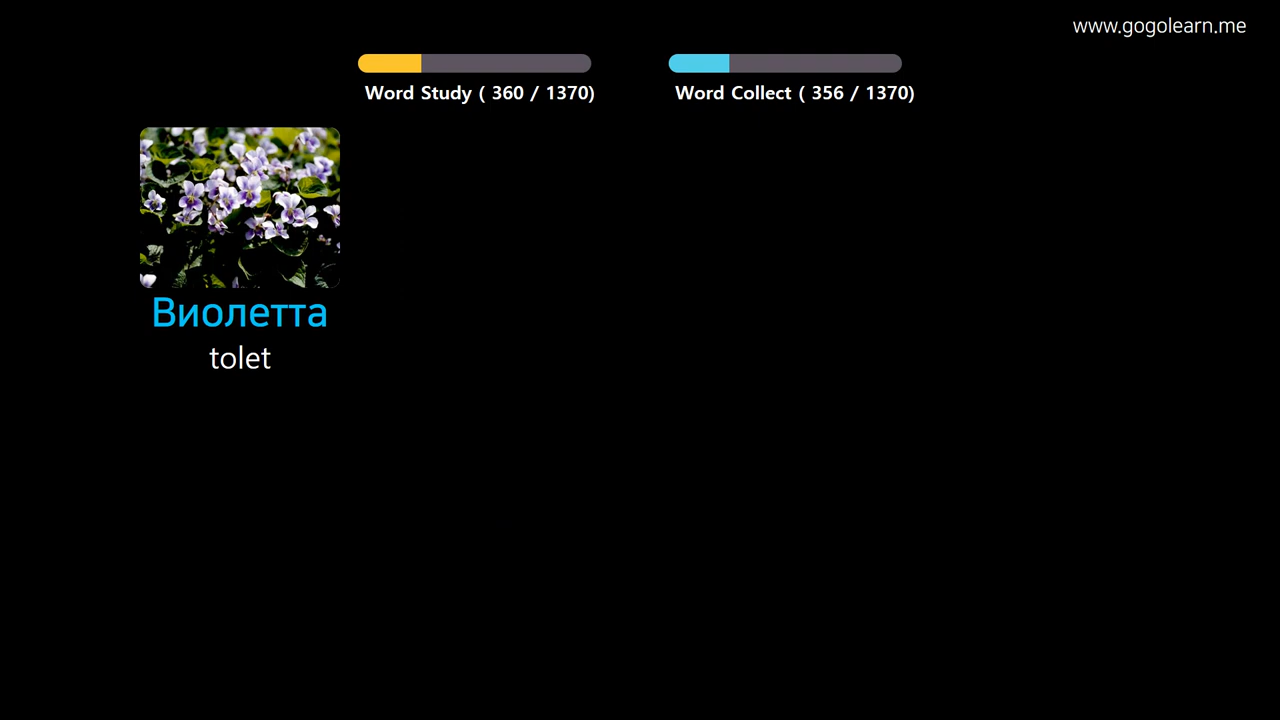 www.gogolearn.me
Word Study ( 360 / 1370)
Word Collect ( 356 / 1370)
Виолетта
tolet